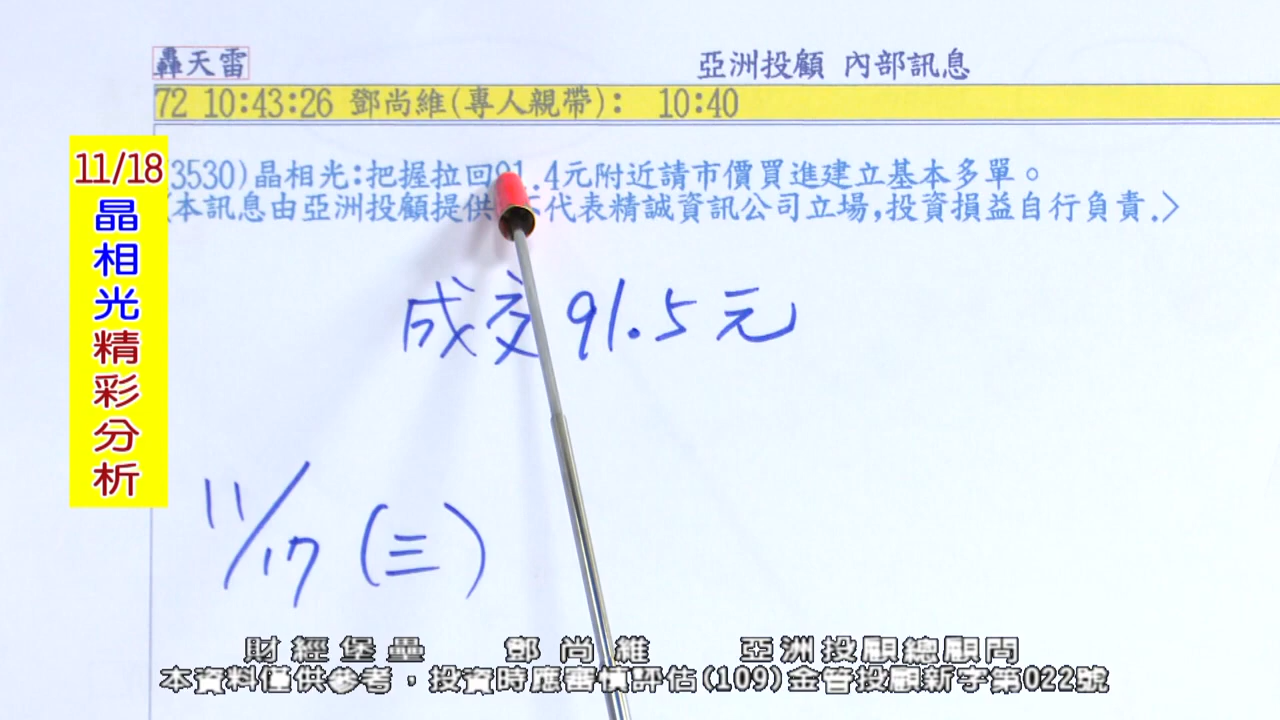 轟天雷
亞洲投顧 內部訊息
72 10:43:26 鄧尚維(專人親帶): 10:40
3530)晶相光:把握拉回91.4元附近請市價買進建立基本多單。
(本訊息由亞洲投顧提供 不代表精誠資訊公司立場,投資損益自行負責.>
成交91.5元
11/17(三)
11/18
晶相光精彩分析
財經堡壘 鄧尚維 亞洲投顧總顧問
本資料僅供參考，投資時應審慎評估(109)金管投顧新字第022號